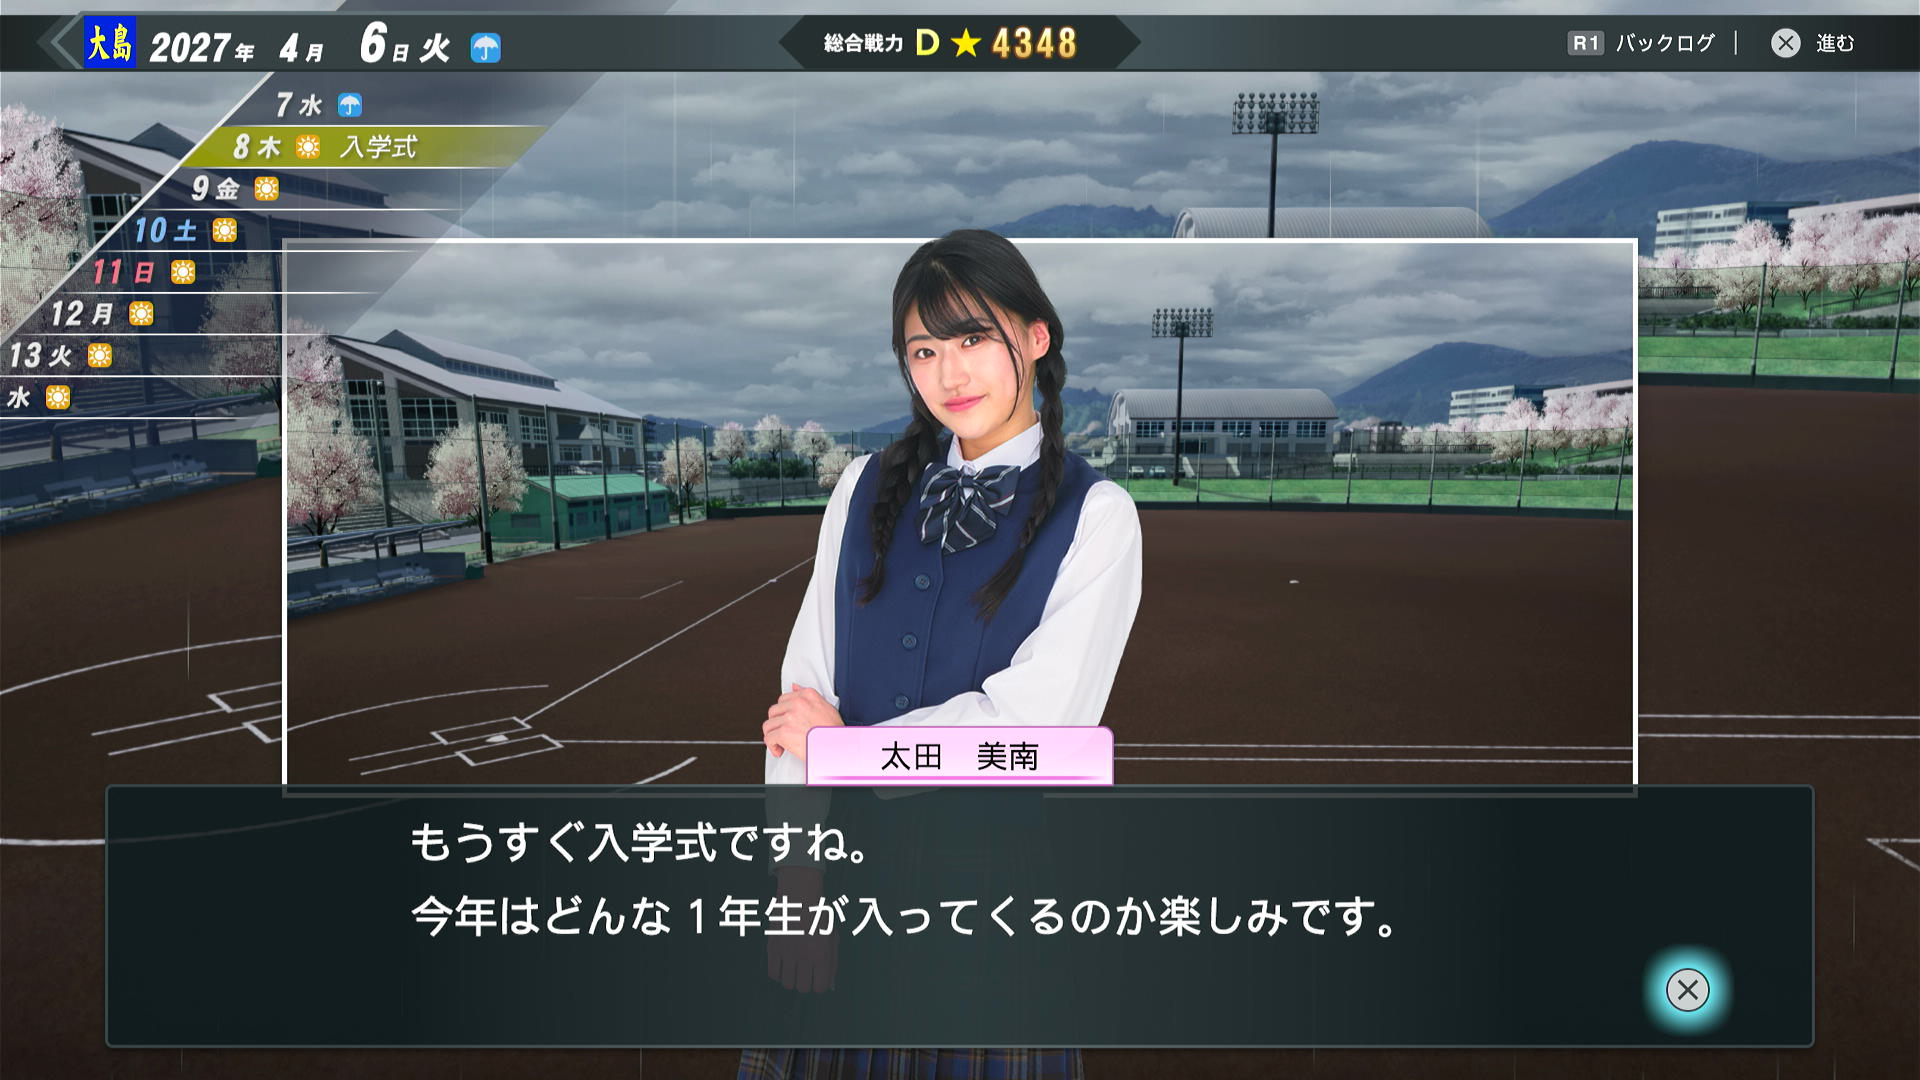 大島 2027年 4月 6日 火
総合戦力 D ★ 4348
R1 バックログ | 進む
7 水
8 木 入学式
9 金
10 土
11 日
12 月
13 火
水
太田 美南
もうすぐ入学式ですね。
今年はどんな1年生が入ってくるのか楽しみです。